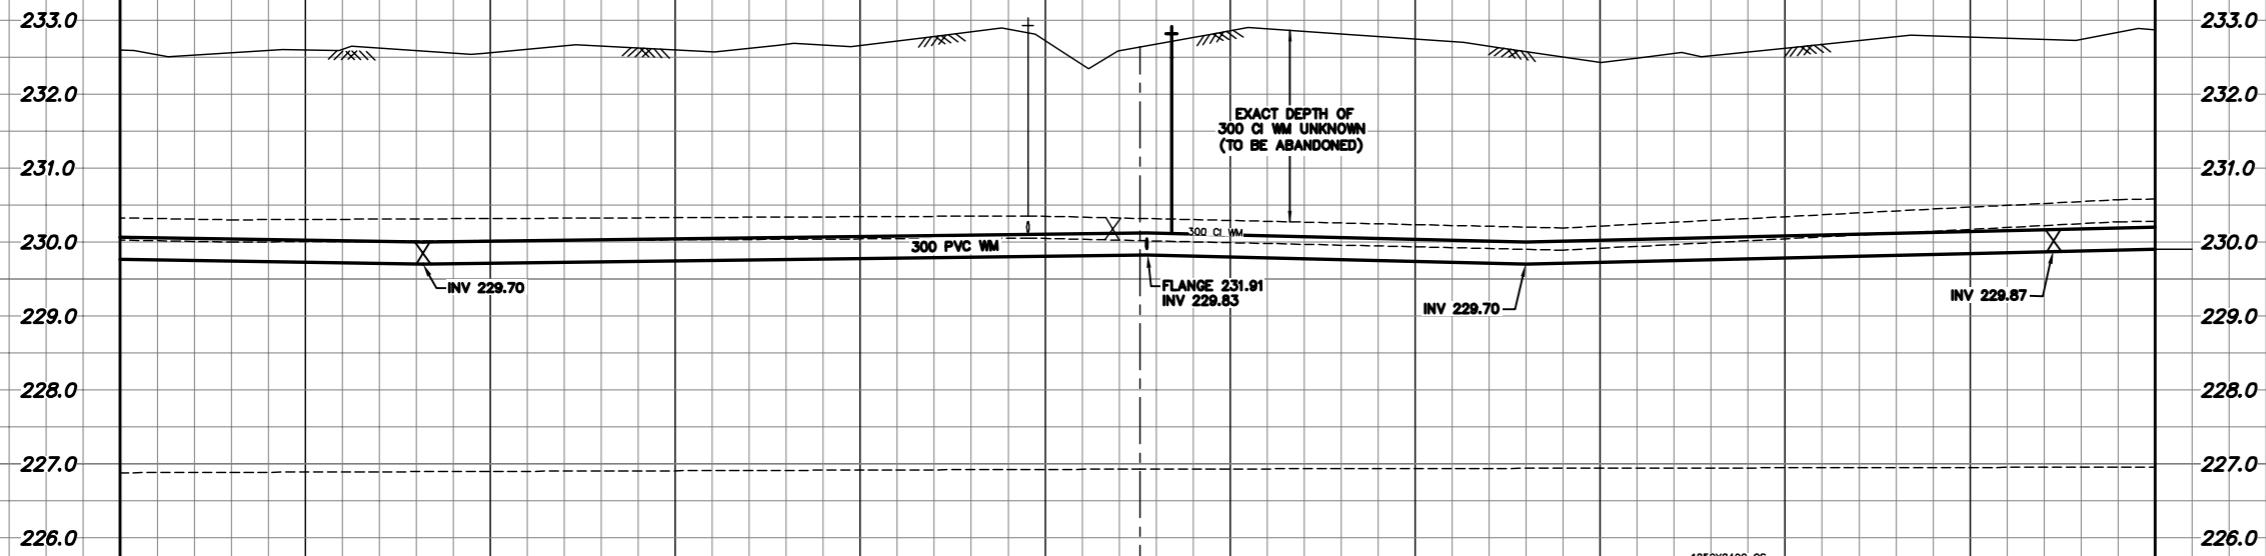 233.0 233.0
232.0 232.0
EXACT DEPTH OF
300 CI WM UNKNOWN
(TO BE ABANDONED)
231.0 231.0
300 CI WM
230.0 230.0
300 PVC WM
INV 229.70
FLANGE 231.91
INV 229.83
INV 229.70
INV 229.87
229.0 229.0
228.0 228.0
227.0 227.0
226.0 226.0